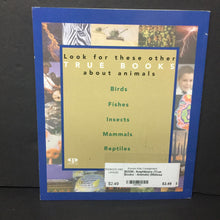 Look for these other
TRUE BOOKS
about animals
Birds
Fishes
Insects
Mammals
Reptiles
$2.49
$2.49